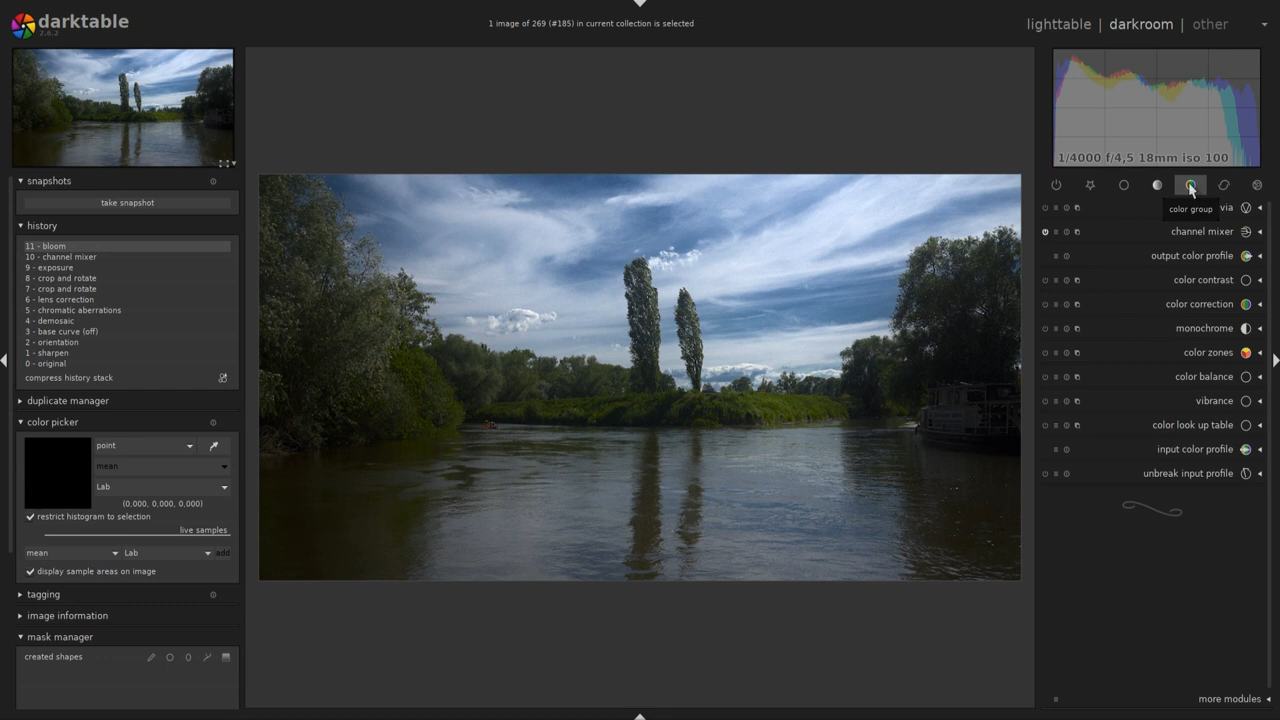 darktable
2.6.2
1 image of 269 (#185) in current collection is selected
lighttable | darkroom | other
snapshots
take snapshot
history
11 - bloom
10 - channel mixer
9 - exposure
8 - crop and rotate
7 - crop and rotate
6 - lens correction
5 - chromatic aberrations
4 - demosaic
3 - base curve (off)
2 - orientation
1 - sharpen
0 - original
compress history stack
duplicate manager
color picker
point
mean
Lab
(0,000, 0,000, 0,000)
restrict histogram to selection
live samples
mean Lab add
display sample areas on image
tagging
image information
mask manager
created shapes
1/4000 f/4,5 18mm iso 100
color group
via
channel mixer
output color profile
color contrast
color correction
monochrome
color zones
color balance
vibrance
color look up table
input color profile
unbreak input profile
more modules